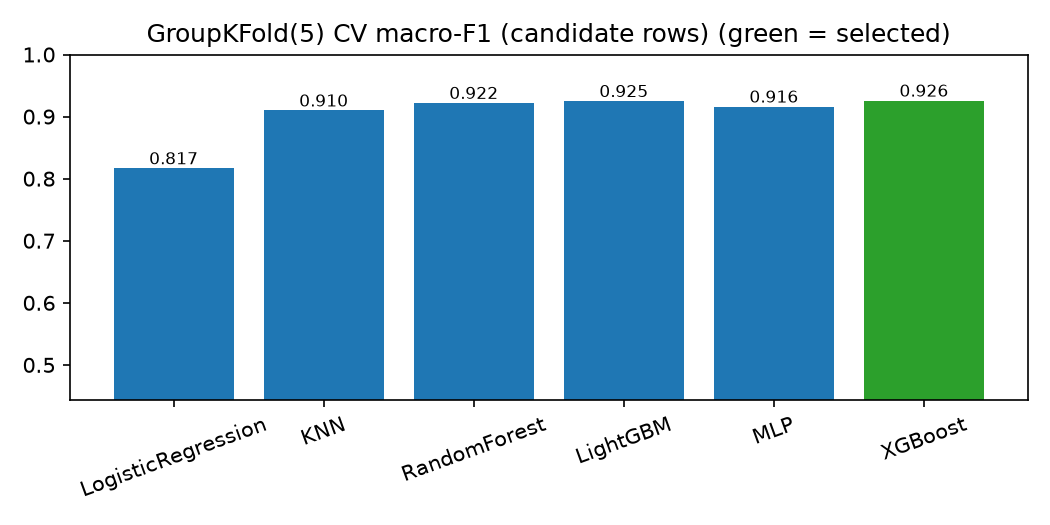 GroupKFold(5) CV macro-F1 (candidate rows) (green = selected)
1.0
0.9
0.8
0.7
0.6
0.5
0.817
0.910
0.922
0.925
0.916
0.926
LogisticRegression
KNN
RandomForest
LightGBM
MLP
XGBoost